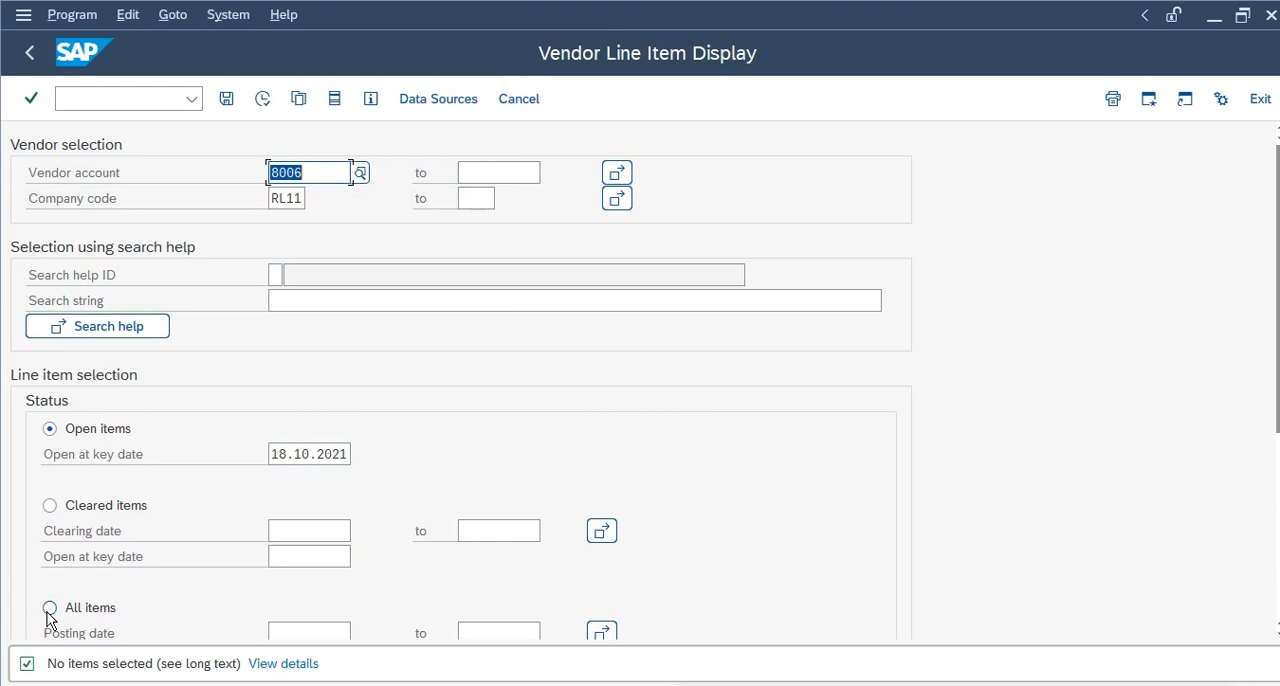 Program Edit Goto System Help
SAP Vendor Line Item Display
Data Sources Cancel Exit
Vendor selection
Vendor account 8006 to
Company code RL11 to
Selection using search help
Search help ID
Search string
Search help
Line item selection
Status
Open items
Open at key date 18.10.2021
Cleared items
Clearing date to
Open at key date
All items
Posting date to
No items selected (see long text) View details